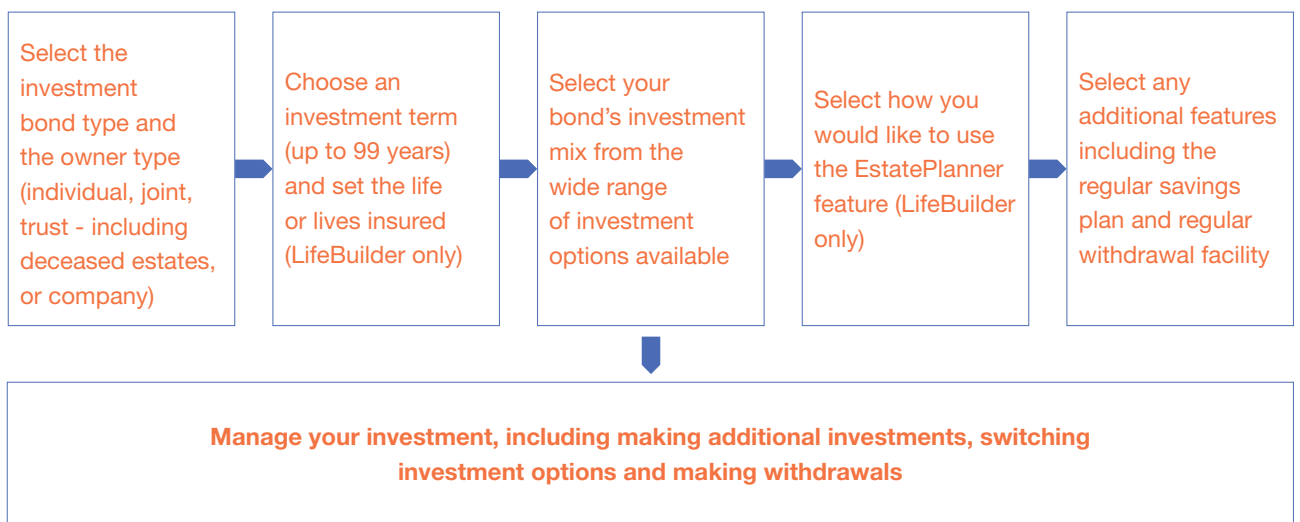 Select the
investment
bond type and
the owner type
(individual, joint,
trust - including
deceased estates,
or company)
Choose an
investment term
(up to 99 years)
and set the life
or lives insured
(LifeBuilder only)
Select your
bond’s investment
mix from the
wide range
of investment
options available
Select how you
would like to use
the EstatePlanner
feature (LifeBuilder
only)
Select any
additional features
including the
regular savings
plan and regular
withdrawal facility
Manage your investment, including making additional investments, switching
investment options and making withdrawals